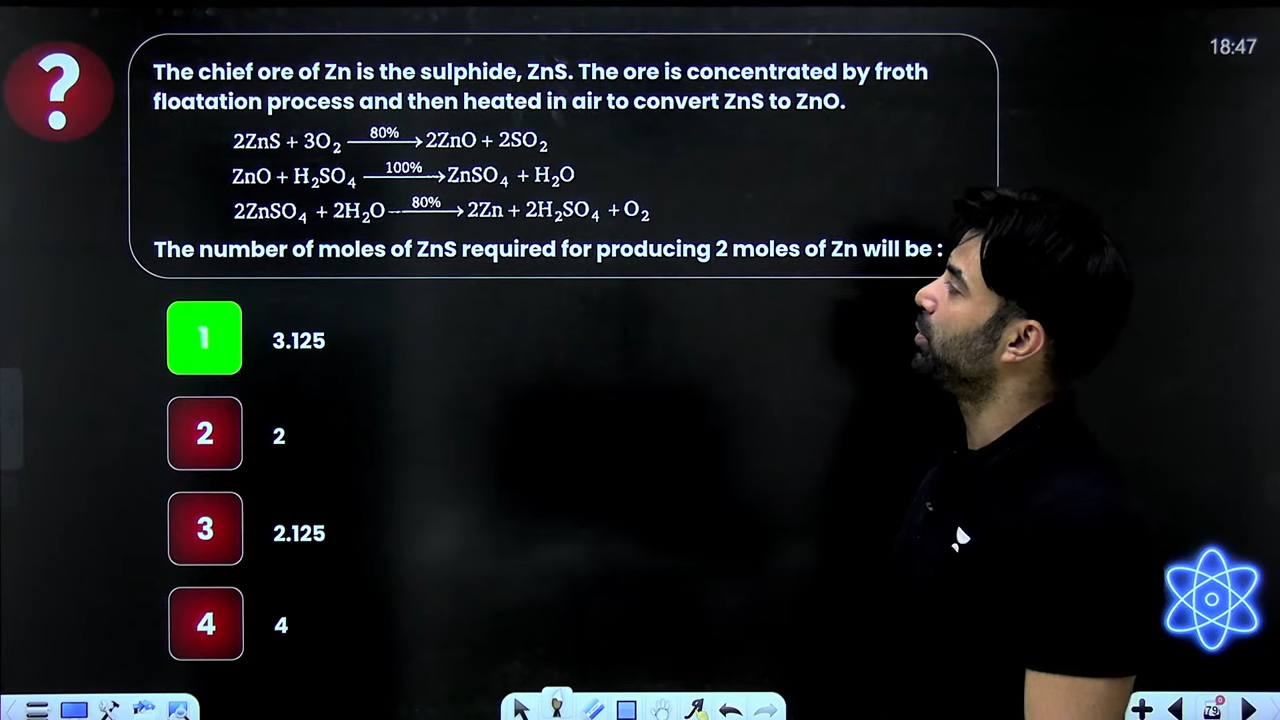 18:47
?
The chief ore of Zn is the sulphide, ZnS. The ore is concentrated by froth
floatation process and then heated in air to convert ZnS to ZnO.
2ZnS + 3O₂ —80%→ 2ZnO + 2SO₂
ZnO + H₂SO₄ —100%→ ZnSO₄ + H₂O
2ZnSO₄ + 2H₂O —80%→ 2Zn + 2H₂SO₄ + O₂
The number of moles of ZnS required for producing 2 moles of Zn will be :
1 3.125
2 2
3 2.125
4 4
79